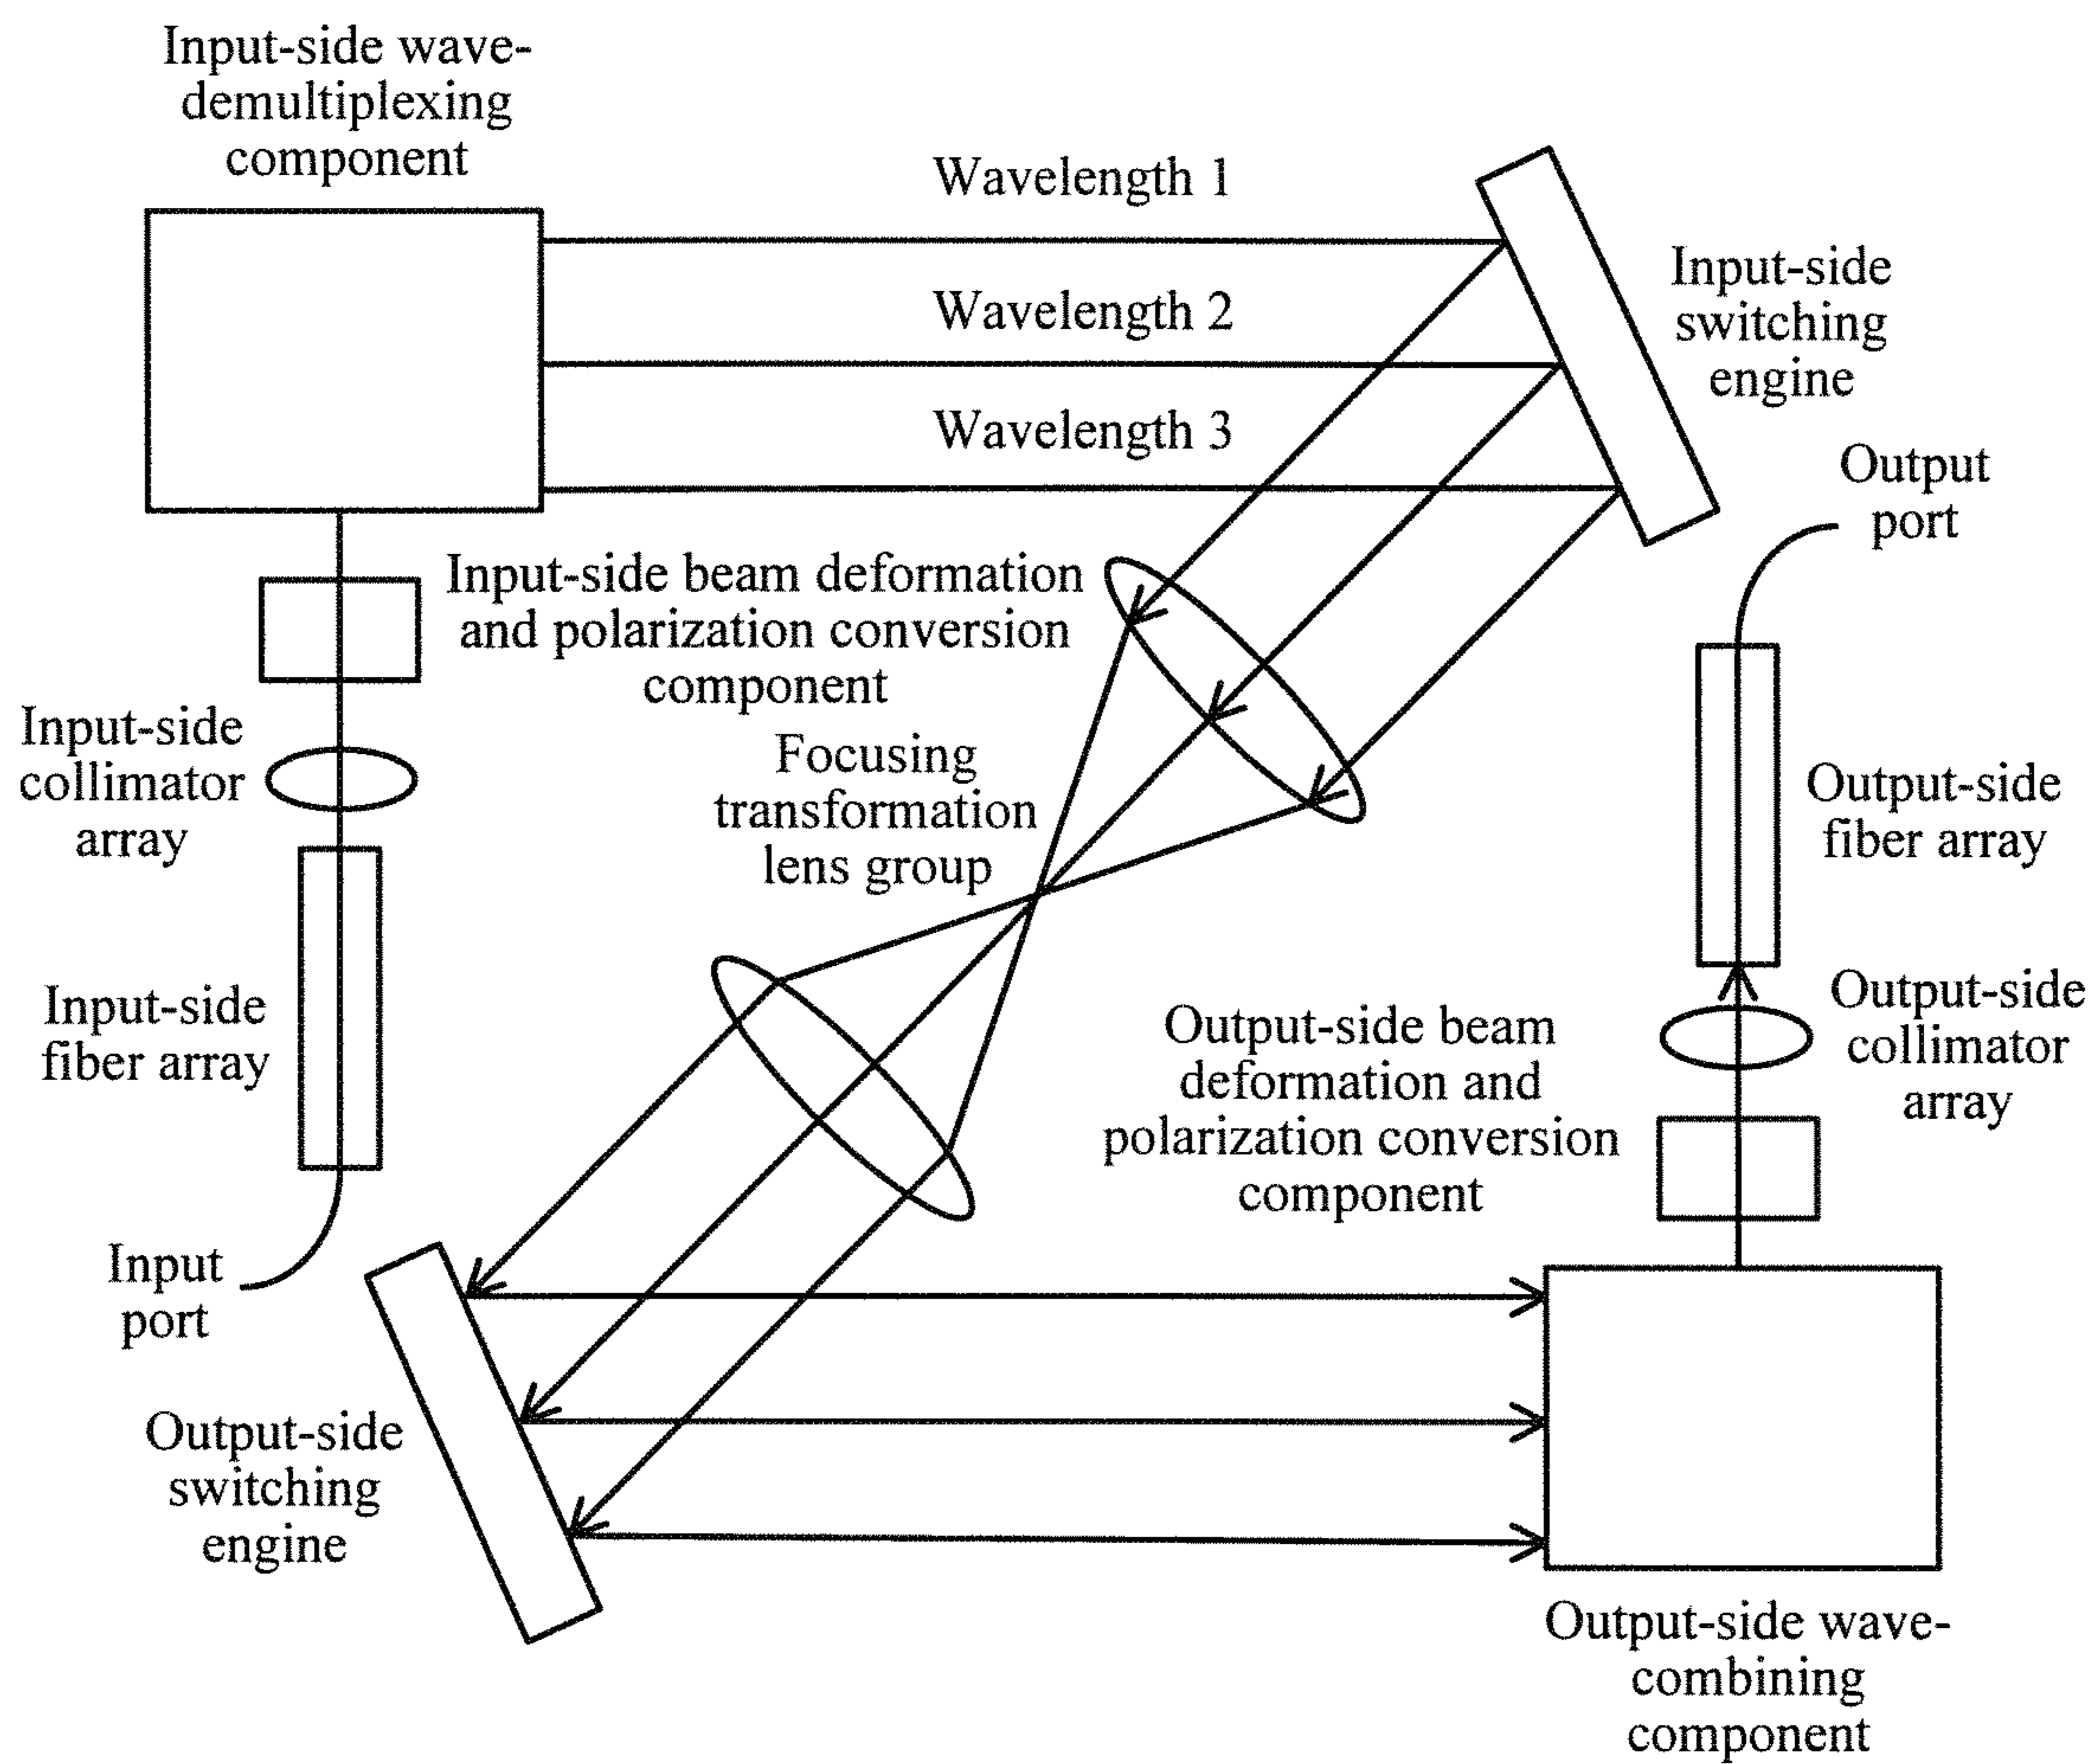 Input-side wave-
demultiplexing
component
Wavelength 1
Wavelength 2
Wavelength 3
Input-side
switching
engine
Output
port
Input-side beam deformation
and polarization conversion
component
Input-side
collimator
array
Focusing
transformation
lens group
Output-side
fiber array
Input-side
fiber array
Output-side beam
deformation and
polarization conversion
component
Output-side
collimator
array
Input
port
Output-side
switching
engine
Output-side wave-
combining
component